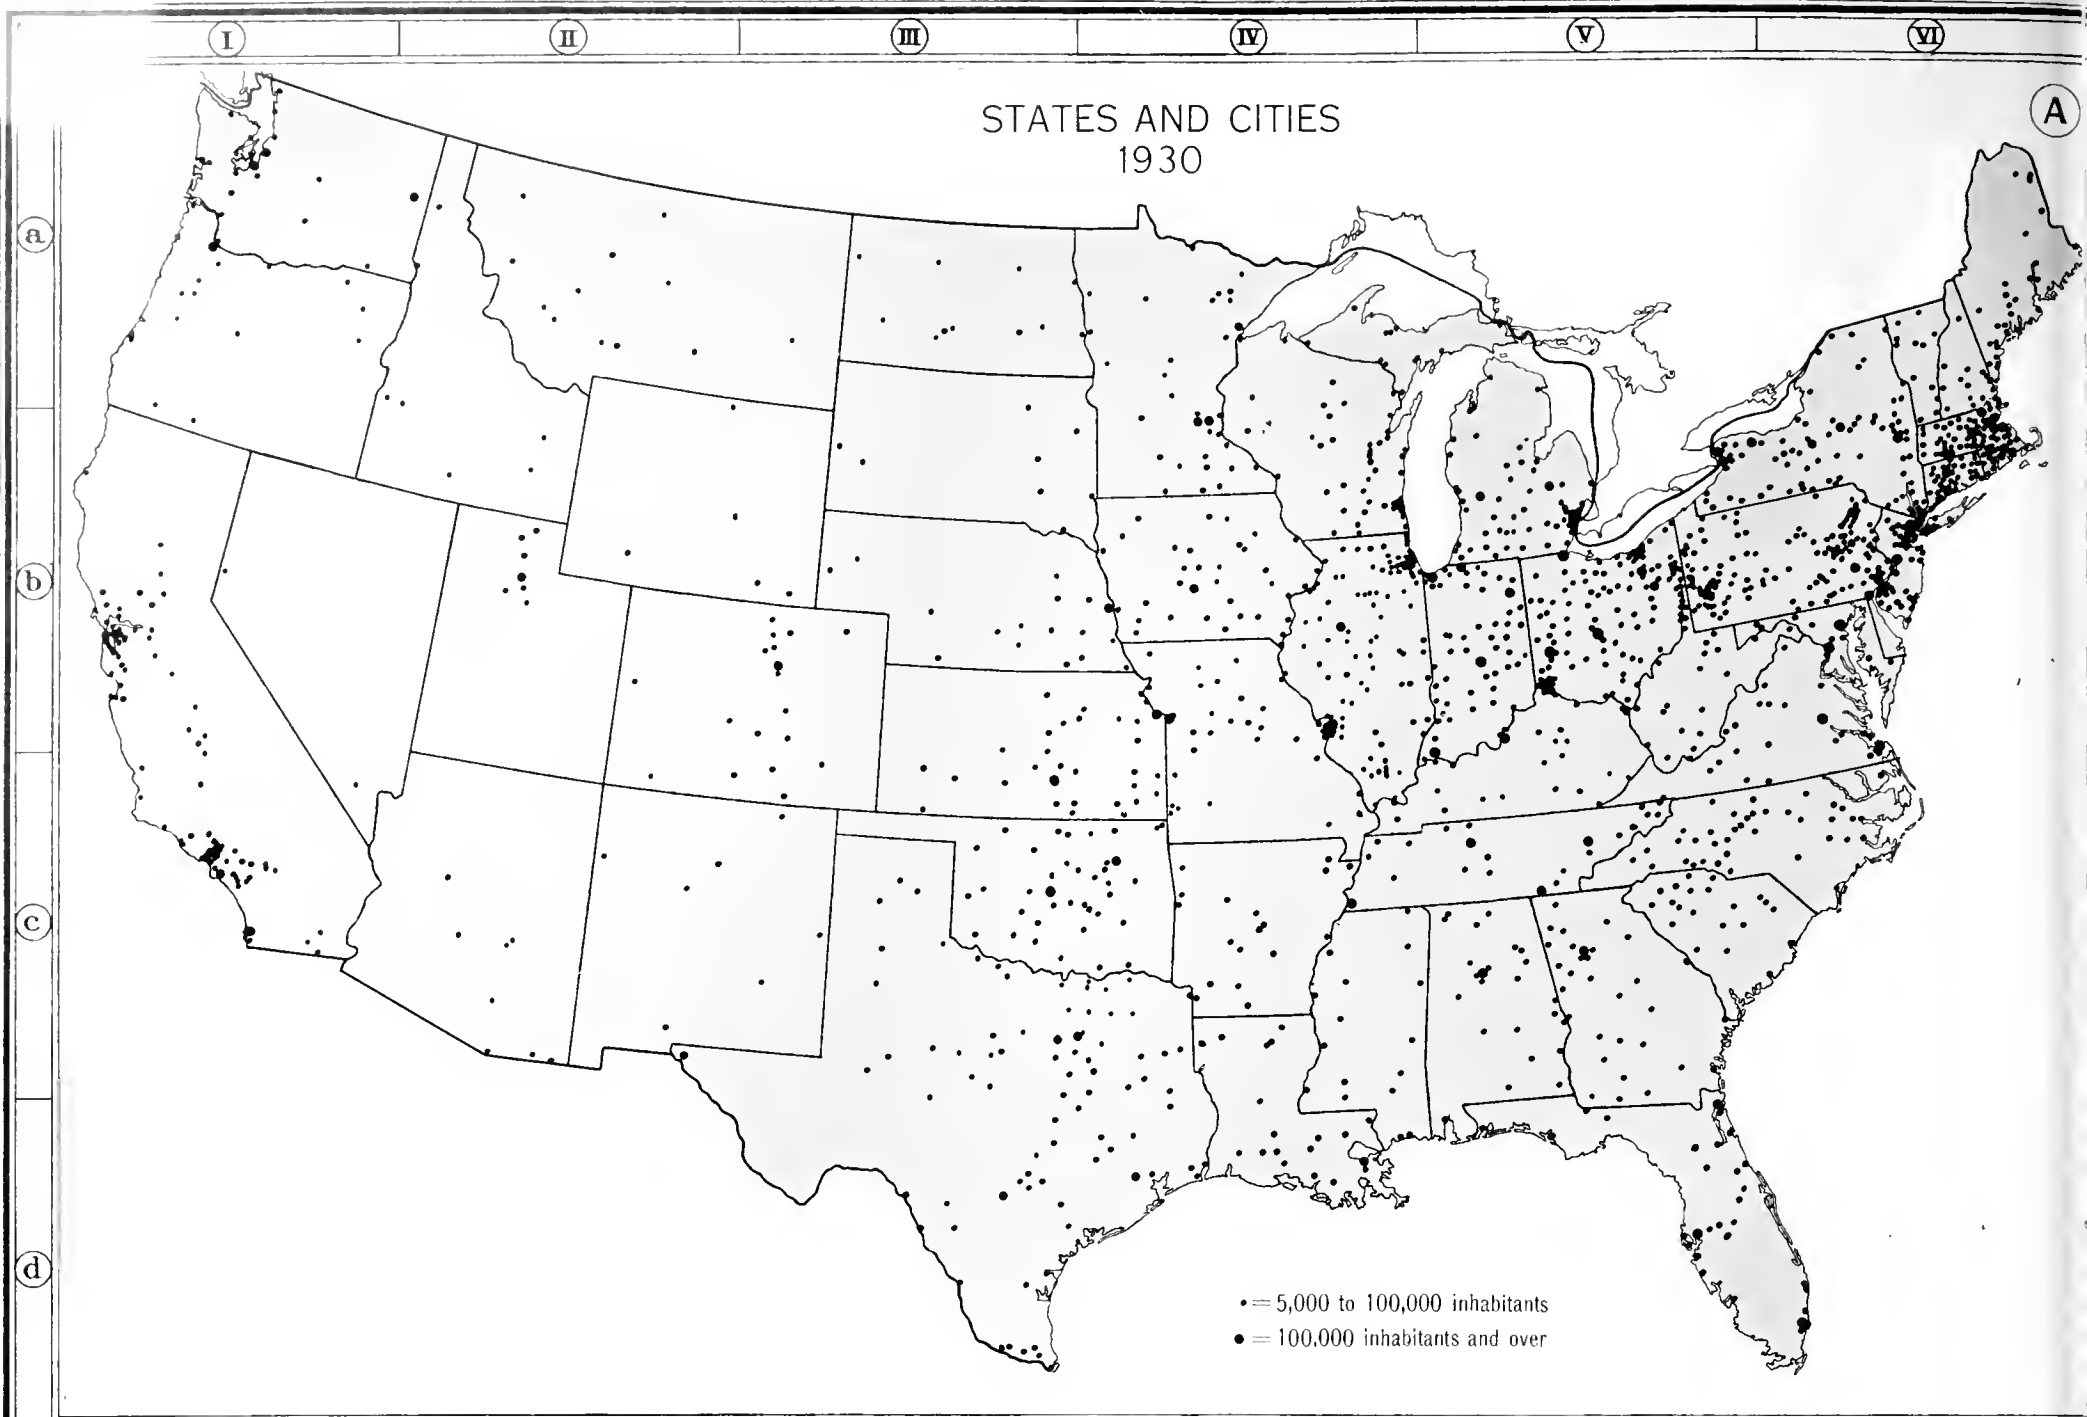 I II III IV V VI
STATES AND CITIES
1930
A
a
b
c
d
• = 5,000 to 100,000 inhabitants
● = 100,000 inhabitants and over